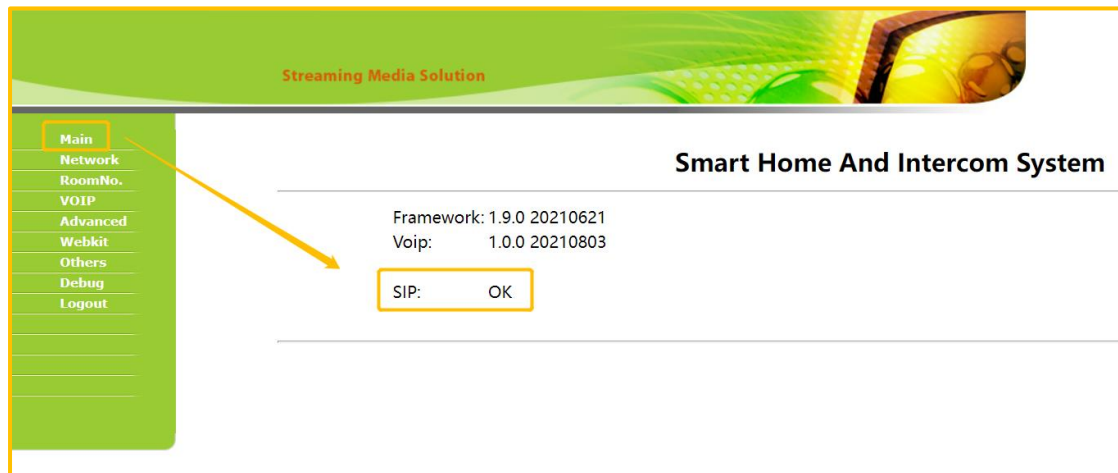 Streaming Media Solution
Main
Network
RoomNo.
VOIP
Advanced
Webkit
Others
Debug
Logout
Smart Home And Intercom System
Framework: 1.9.0 20210621
Voip: 1.0.0 20210803
SIP: OK